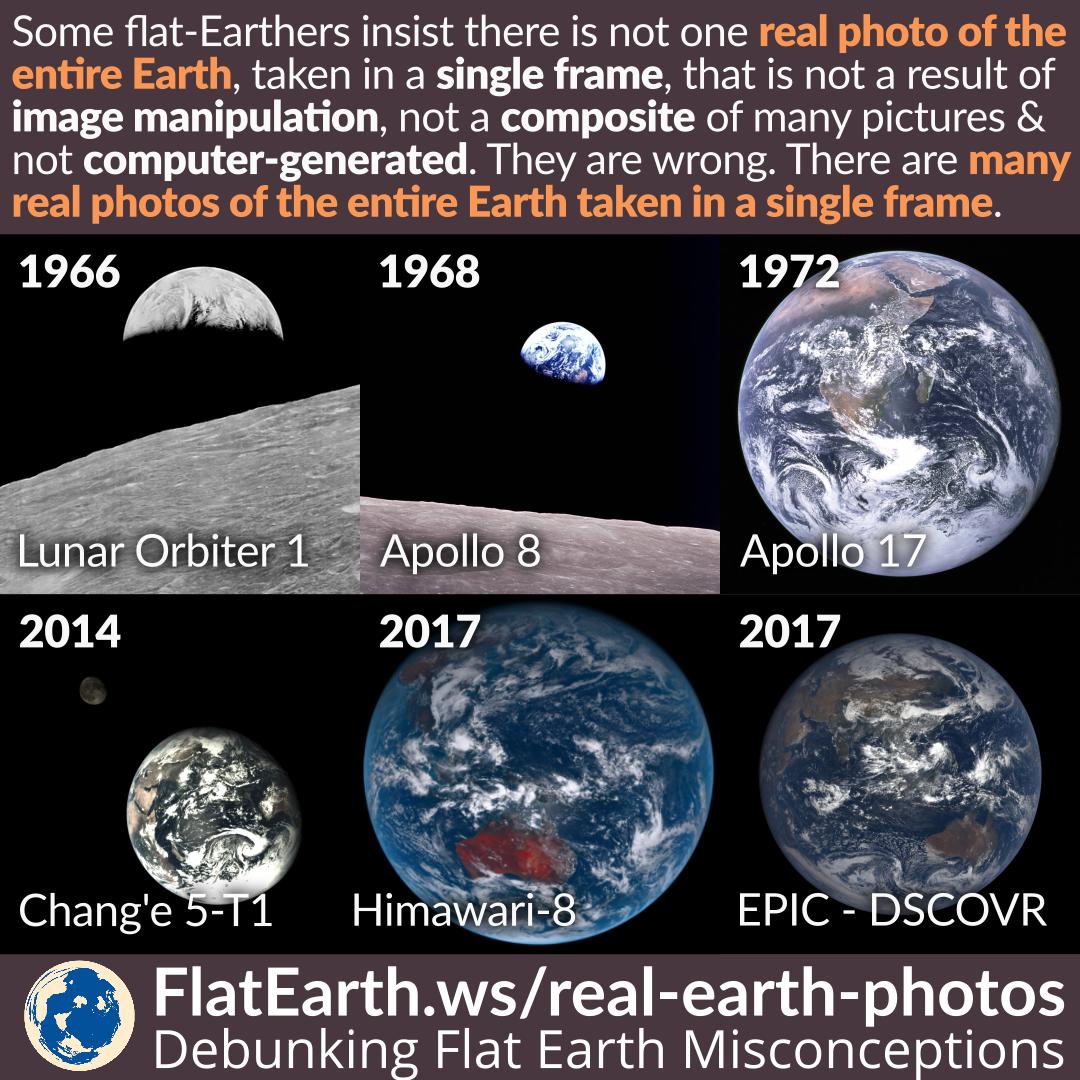 Some flat-Earthers insist there is not one real photo of the
entire Earth, taken in a single frame, that is not a result of
image manipulation, not a composite of many pictures &
not computer-generated. They are wrong. There are many
real photos of the entire Earth taken in a single frame.
1966
1968
1972
Lunar Orbiter 1
Apollo 8
Apollo 17
2014
2017
2017
Chang'e 5-T1
Himawari-8
EPIC - DSCOVR
FlatEarth.ws/real-earth-photos
Debunking Flat Earth Misconceptions